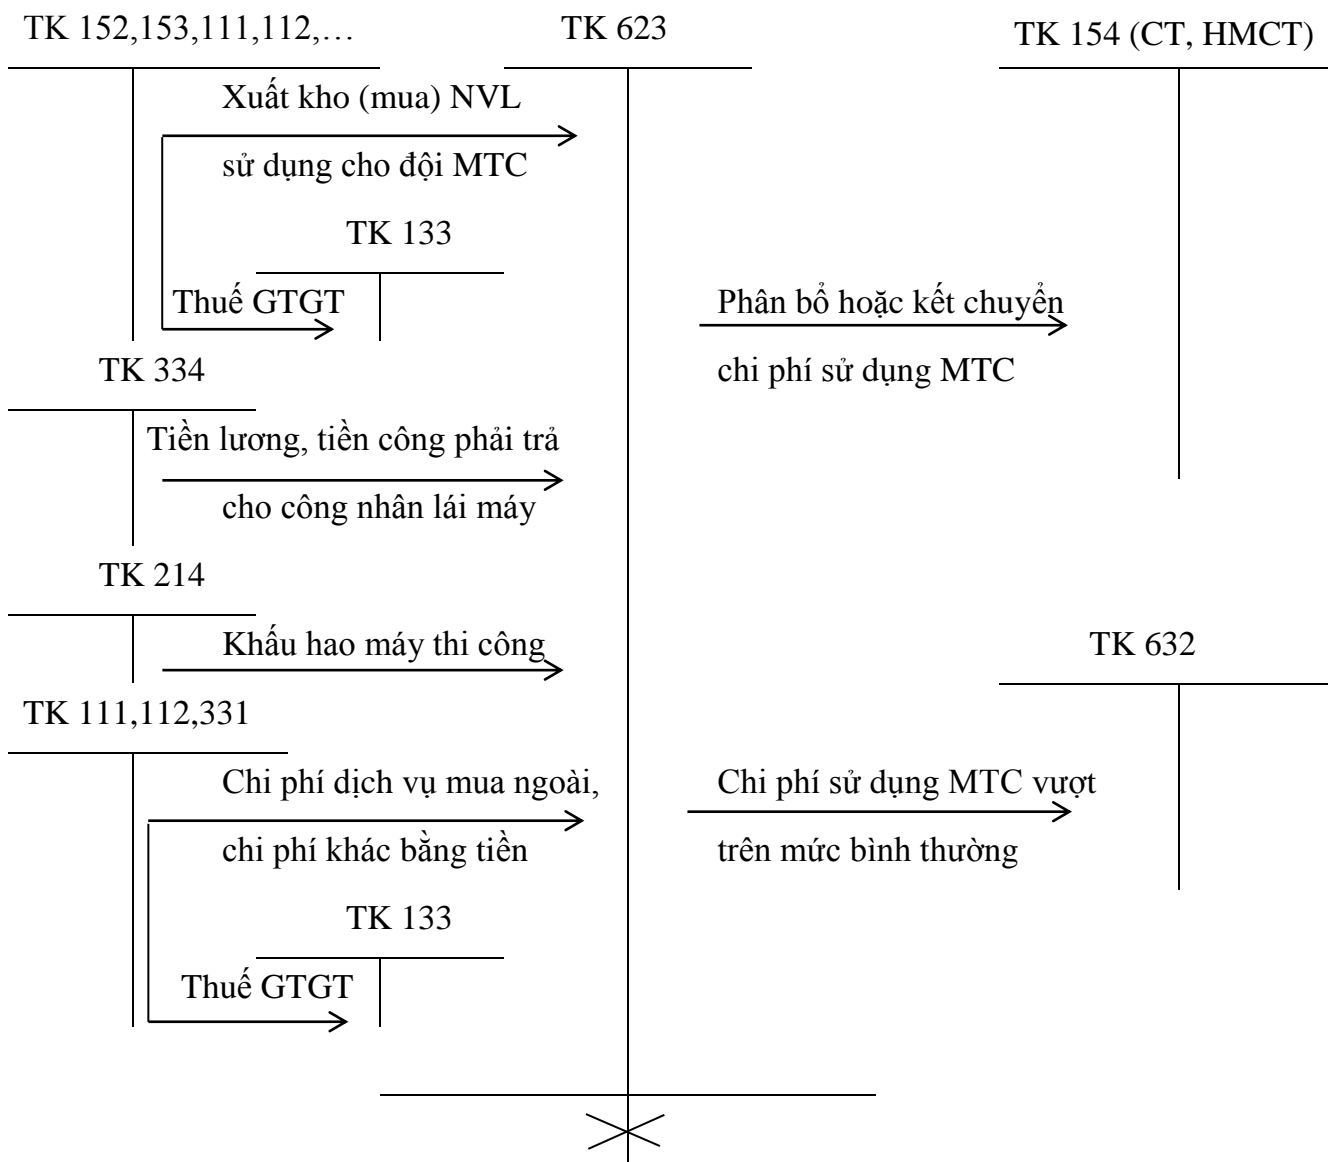 TK 152,153,111,112,…
TK 623
TK 154 (CT, HMCT)
Xuất kho (mua) NVL
sử dụng cho đội MTC
TK 133
Thuế GTGT
Phân bổ hoặc kết chuyển
chi phí sử dụng MTC
TK 334
Tiền lương, tiền công phải trả
cho công nhân lái máy
TK 214
Khấu hao máy thi công
TK 632
TK 111,112,331
Chi phí dịch vụ mua ngoài,
chi phí khác bằng tiền
Chi phí sử dụng MTC vượt
trên mức bình thường
TK 133
Thuế GTGT